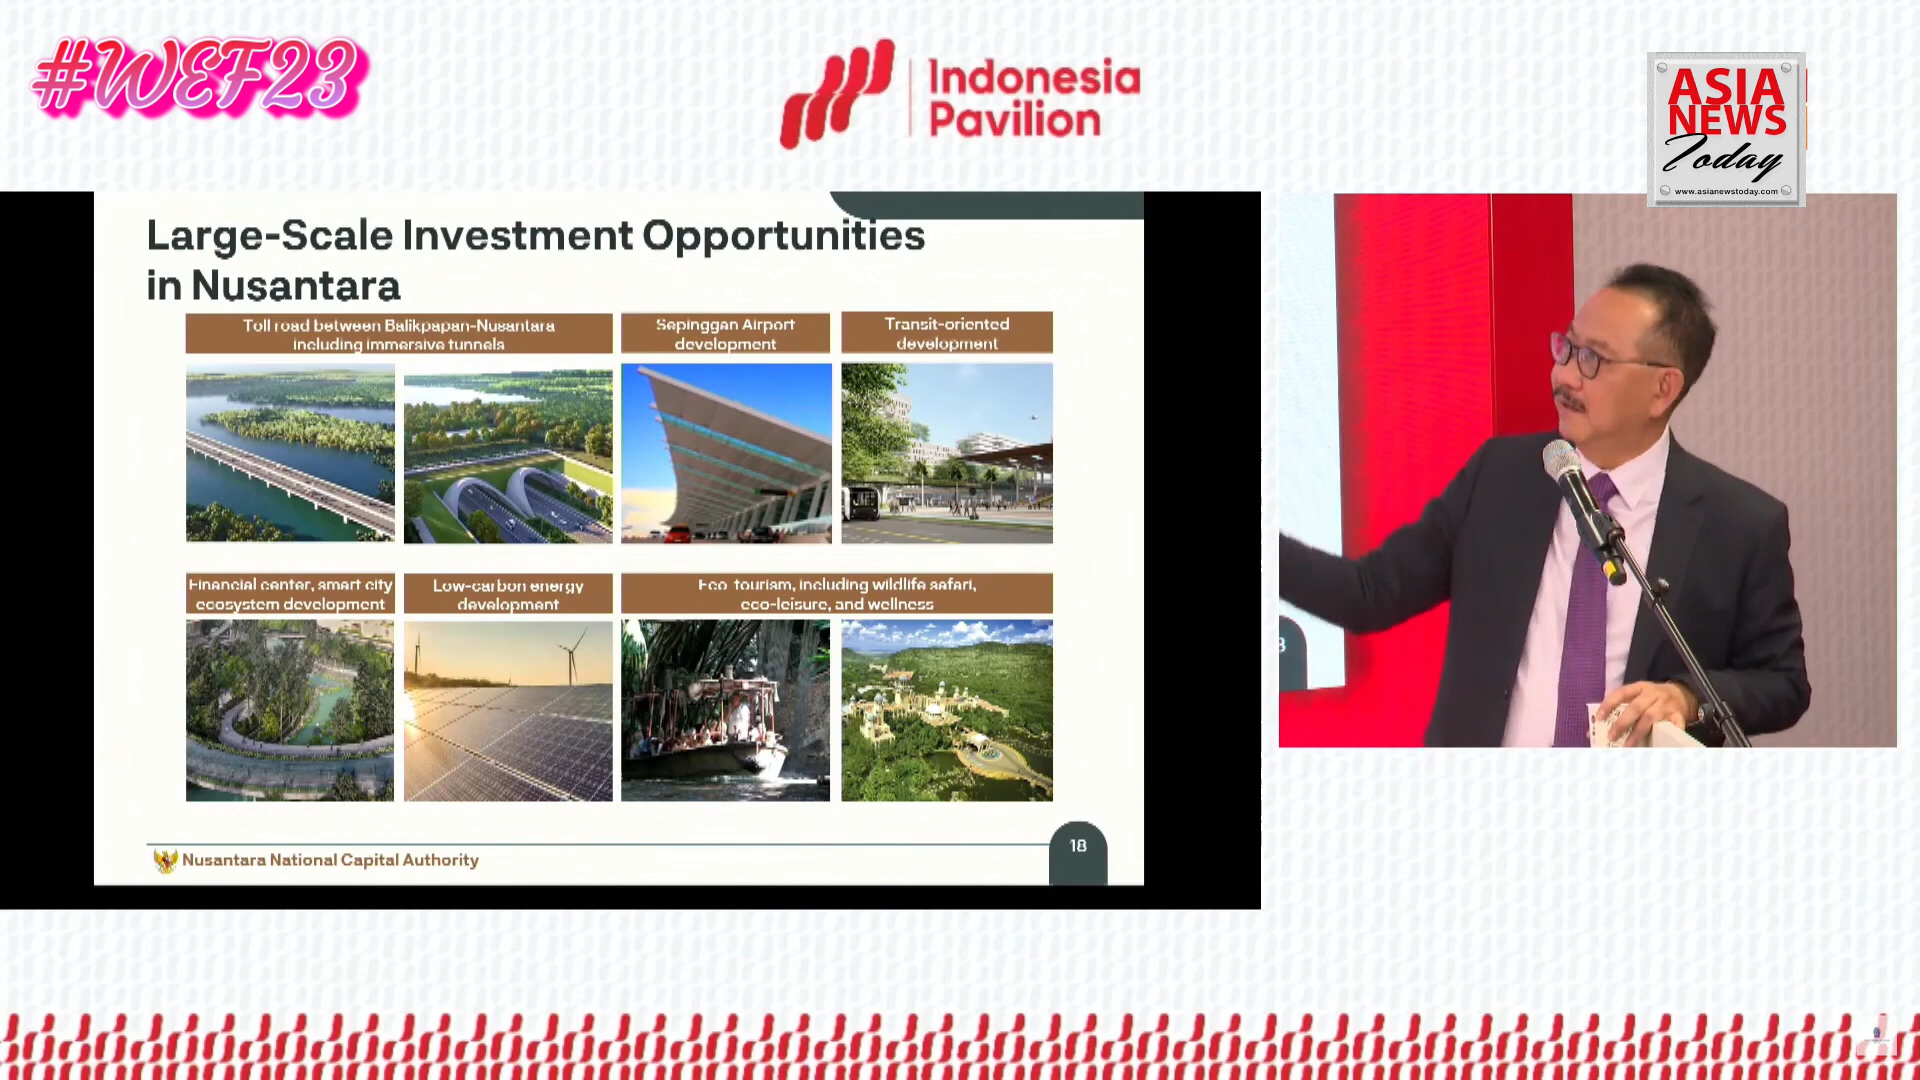 #WEF23
Indonesia
Pavilion
ASIA
NEWS
Today
www.asianewstoday.com
Large-Scale Investment Opportunities
in Nusantara
Toll road between Balikpapan-Nusantara
including immersive tunnels
Sepinggan Airport
development
Transit-oriented
development
Financial center, smart city
ecosystem development
Low-carbon energy
development
Eco-tourism, including wildlife safari,
eco-leisure, and wellness
Nusantara National Capital Authority
18